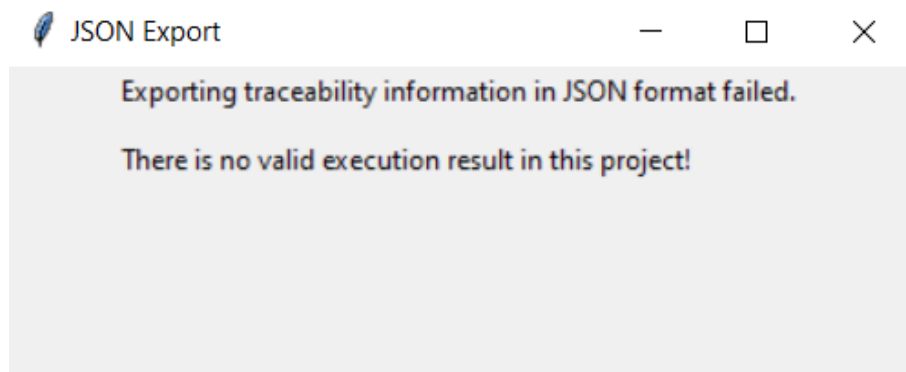 JSON Export
Exporting traceability information in JSON format failed.
There is no valid execution result in this project!